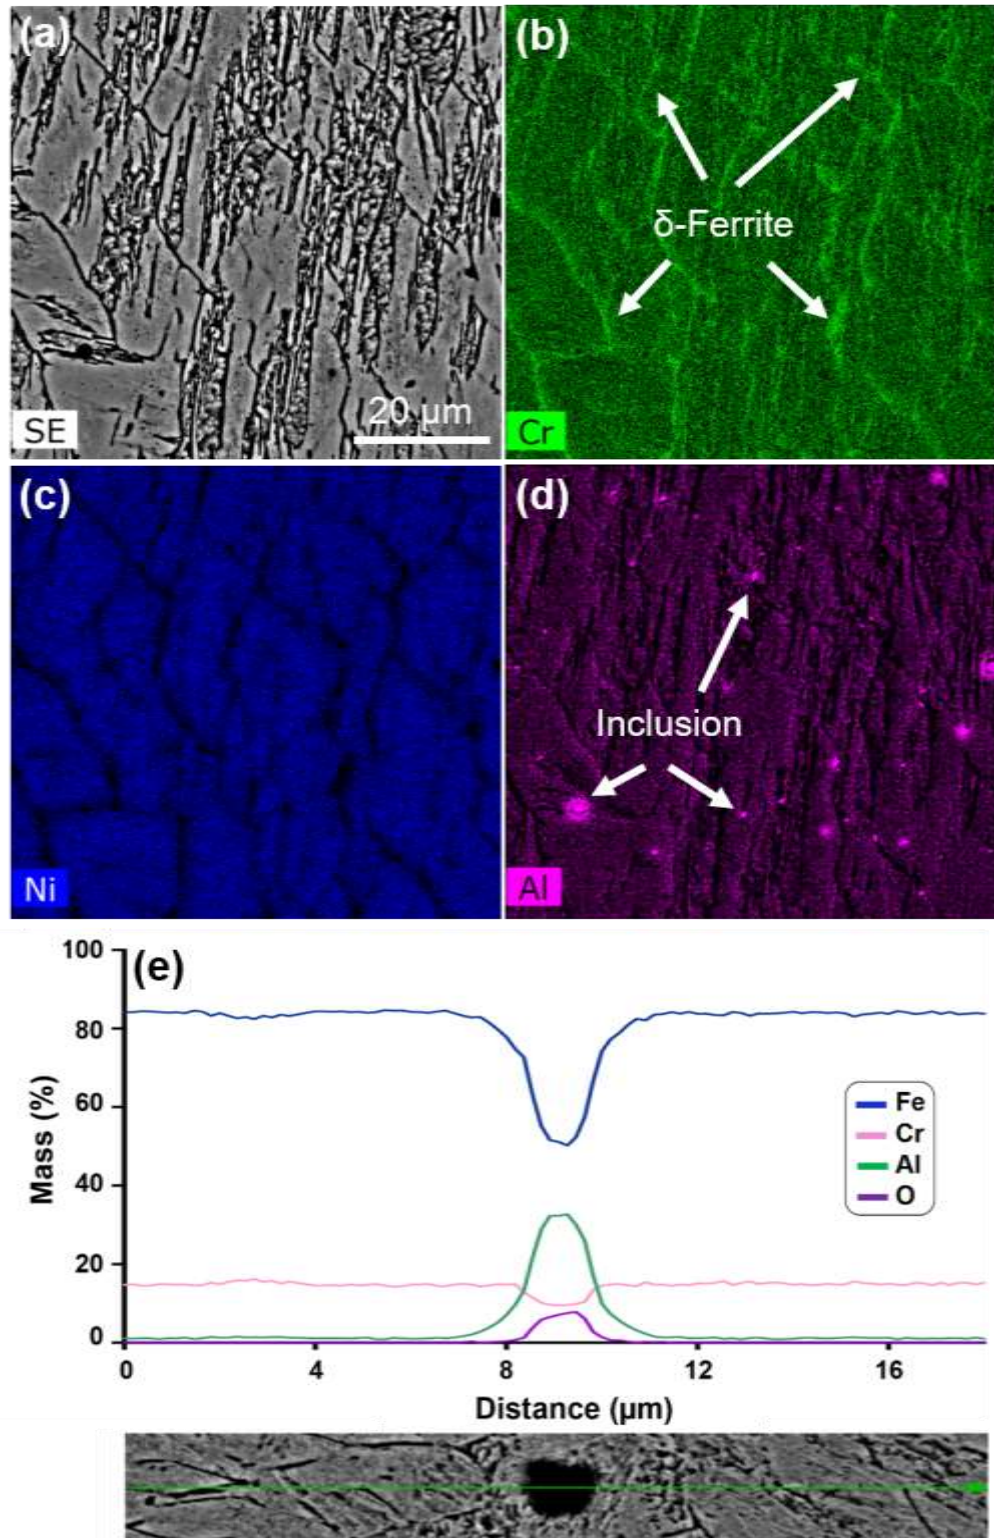 (a)
SE
20 μm
(b)
δ-Ferrite
Cr
(c)
Ni
(d)
Inclusion
Al
(e)
Mass (%)
100
80
60
40
20
0
0 4 8 12 16
Distance (μm)
Fe
Cr
Al
O